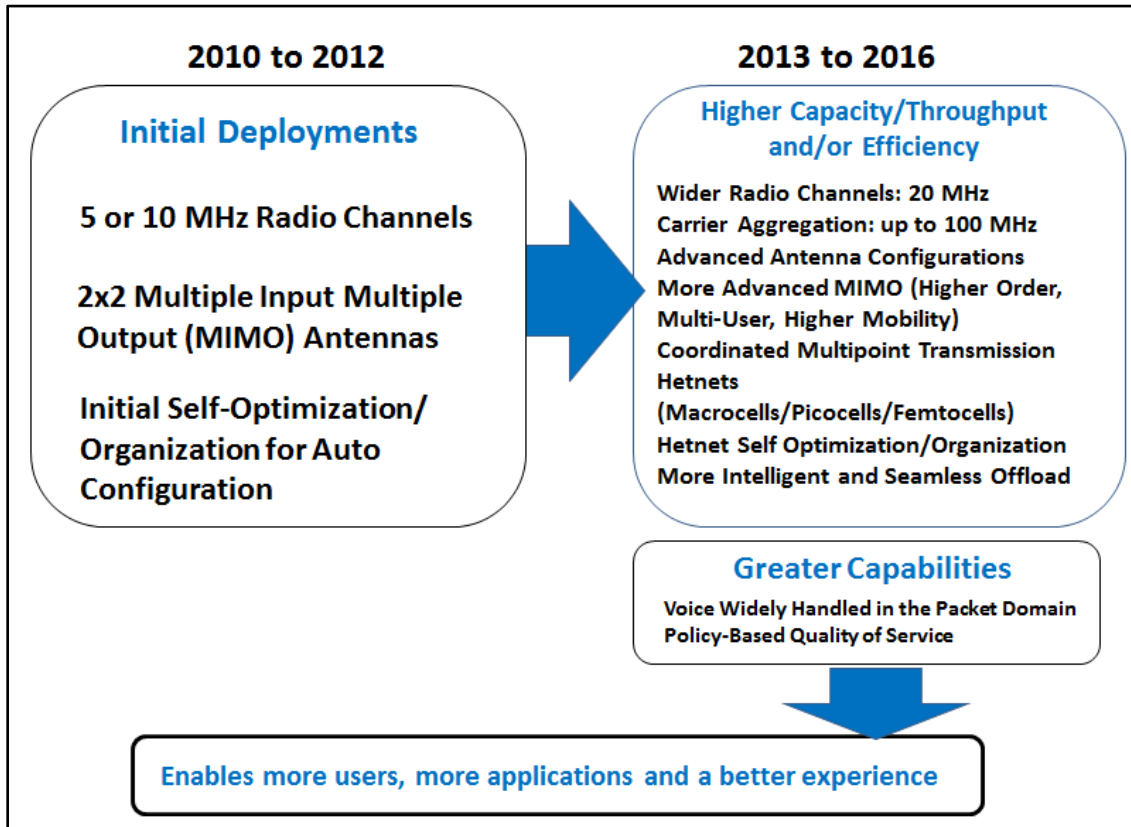 2010 to 2012
Initial Deployments
5 or 10 MHz Radio Channels
2x2 Multiple Input Multiple
Output (MIMO) Antennas
Initial Self-Optimization/
Organization for Auto
Configuration
2013 to 2016
Higher Capacity/Throughput
and/or Efficiency
Wider Radio Channels: 20 MHz
Carrier Aggregation: up to 100 MHz
Advanced Antenna Configurations
More Advanced MIMO (Higher Order,
Multi-User, Higher Mobility)
Coordinated Multipoint Transmission
Hetnets
(Macrocells/Picocells/Femtocells)
Hetnet Self Optimization/Organization
More Intelligent and Seamless Offload
Greater Capabilities
Voice Widely Handled in the Packet Domain
Policy-Based Quality of Service
Enables more users, more applications and a better experience